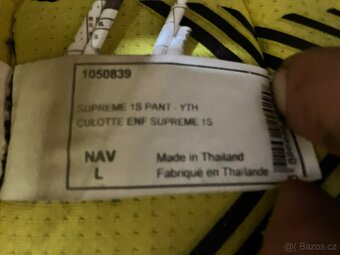 1050839
SUPREME 1S PANT - YTH
CULOTTE ENF SUPREME 1S
NAV
L
Made in Thailand
Fabriqué en Thaïlande
Bazos.cz